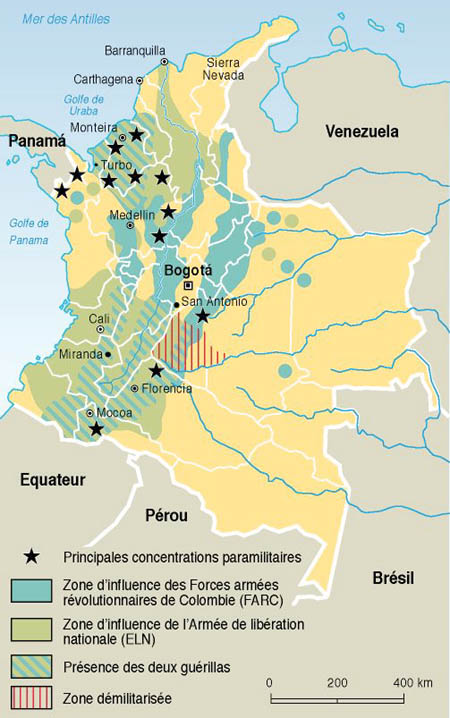 Mer des Antilles
Barranquilla
Sierra
Nevada
Carthagena
Golfe de
Uraba
Monteira
Panamá
Venezuela
Turbo
Golfe de
Panama
Medellin
Bogotá
San Antonio
Cali
Miranda
Florencia
Mocoa
Equateur
Pérou
Brésil
Principales concentrations paramilitaires
Zone d'influence des Forces armées
révolutionnaires de Colombie (FARC)
Zone d'influence de l'Armée de libération
nationale (ELN)
Présence des deux guérillas
Zone démilitarisée
0 200 400 km